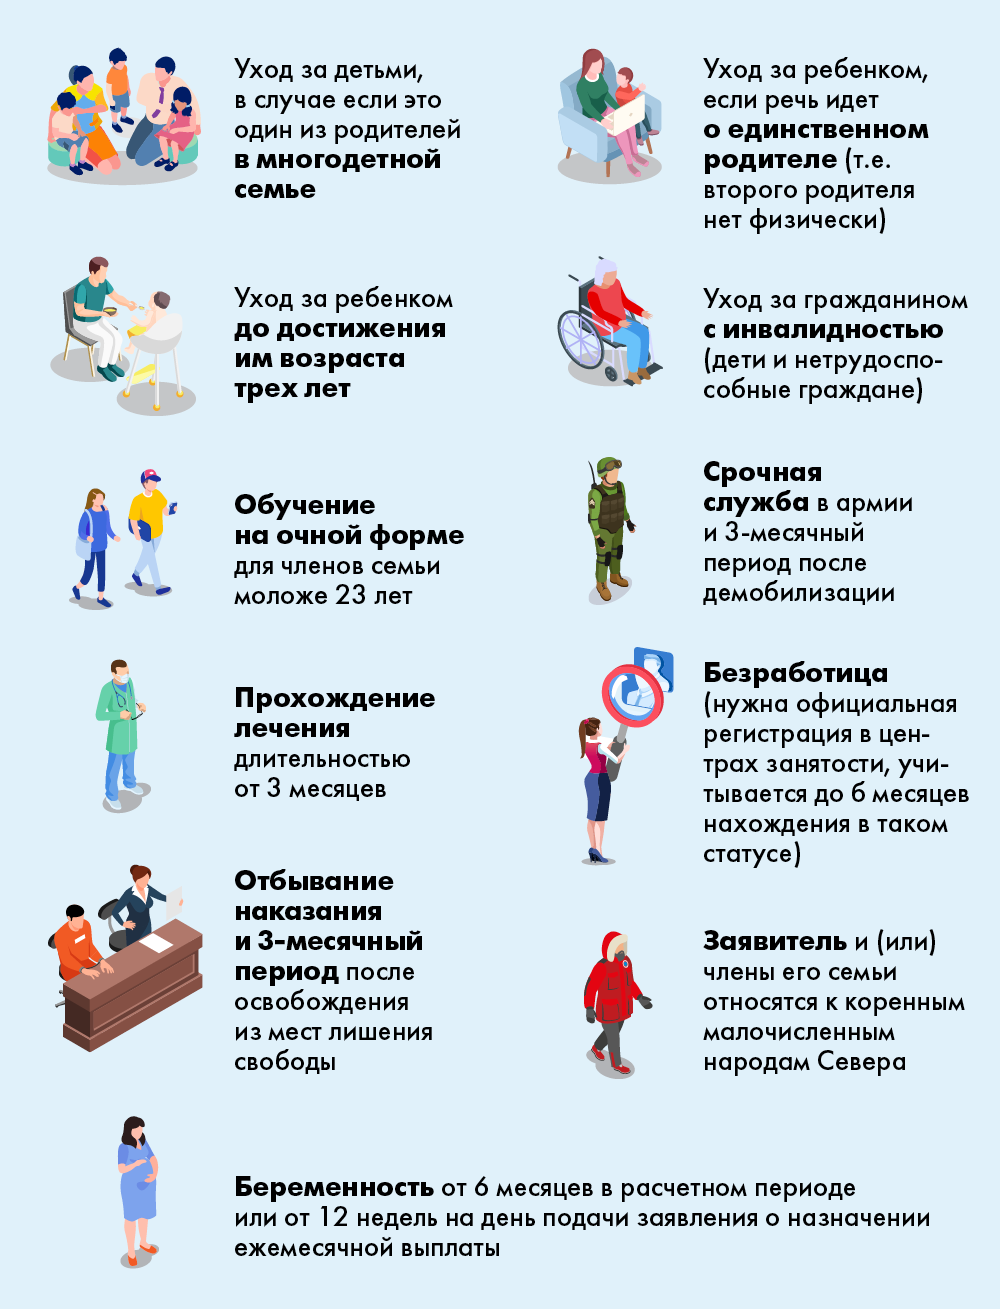 Уход за детьми,
в случае если это
один из родителей
в многодетной
семье
Уход за ребенком,
если речь идет
о единственном
родителе (т.е.
второго родителя
нет физически)
Уход за ребенком
до достижения
им возраста
трех лет
Уход за гражданином
с инвалидностью
(дети и нетрудоспо-
собные граждане)
Обучение
на очной форме
для членов семьи
моложе 23 лет
Срочная
служба в армии
и 3-месячный
период после
демобилизации
Прохождение
лечения
длительностью
от 3 месяцев
Безработица
(нужна официальная
регистрация в цен-
трах занятости, учи-
тывается до 6 месяцев
нахождения в таком
статусе)
Отбывание
наказания
и 3-месячный
период после
освобождения
из мест лишения
свободы
Заявитель и (или)
члены его семьи
относятся к коренным
малочисленным
народам Севера
Беременность от 6 месяцев в расчетном периоде
или от 12 недель на день подачи заявления о назначении
ежемесячной выплаты